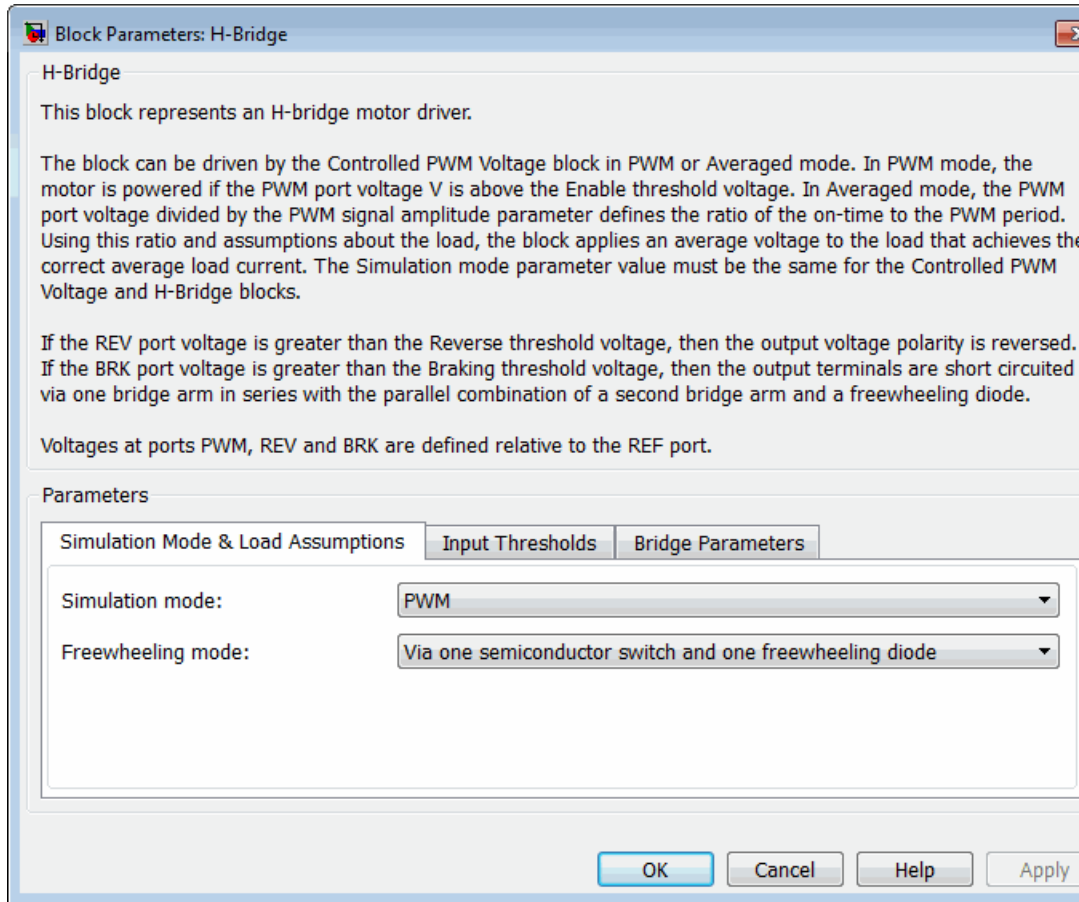 Block Parameters: H-Bridge
H-Bridge
This block represents an H-bridge motor driver.
The block can be driven by the Controlled PWM Voltage block in PWM or Averaged mode. In PWM mode, the
motor is powered if the PWM port voltage V is above the Enable threshold voltage. In Averaged mode, the PWM
port voltage divided by the PWM signal amplitude parameter defines the ratio of the on-time to the PWM period.
Using this ratio and assumptions about the load, the block applies an average voltage to the load that achieves the
correct average load current. The Simulation mode parameter value must be the same for the Controlled PWM
Voltage and H-Bridge blocks.
If the REV port voltage is greater than the Reverse threshold voltage, then the output voltage polarity is reversed.
If the BRK port voltage is greater than the Braking threshold voltage, then the output terminals are short circuited
via one bridge arm in series with the parallel combination of a second bridge arm and a freewheeling diode.
Voltages at ports PWM, REV and BRK are defined relative to the REF port.
Parameters
Simulation Mode & Load Assumptions Input Thresholds Bridge Parameters
Simulation mode: PWM
Freewheeling mode: Via one semiconductor switch and one freewheeling diode
OK Cancel Help Apply